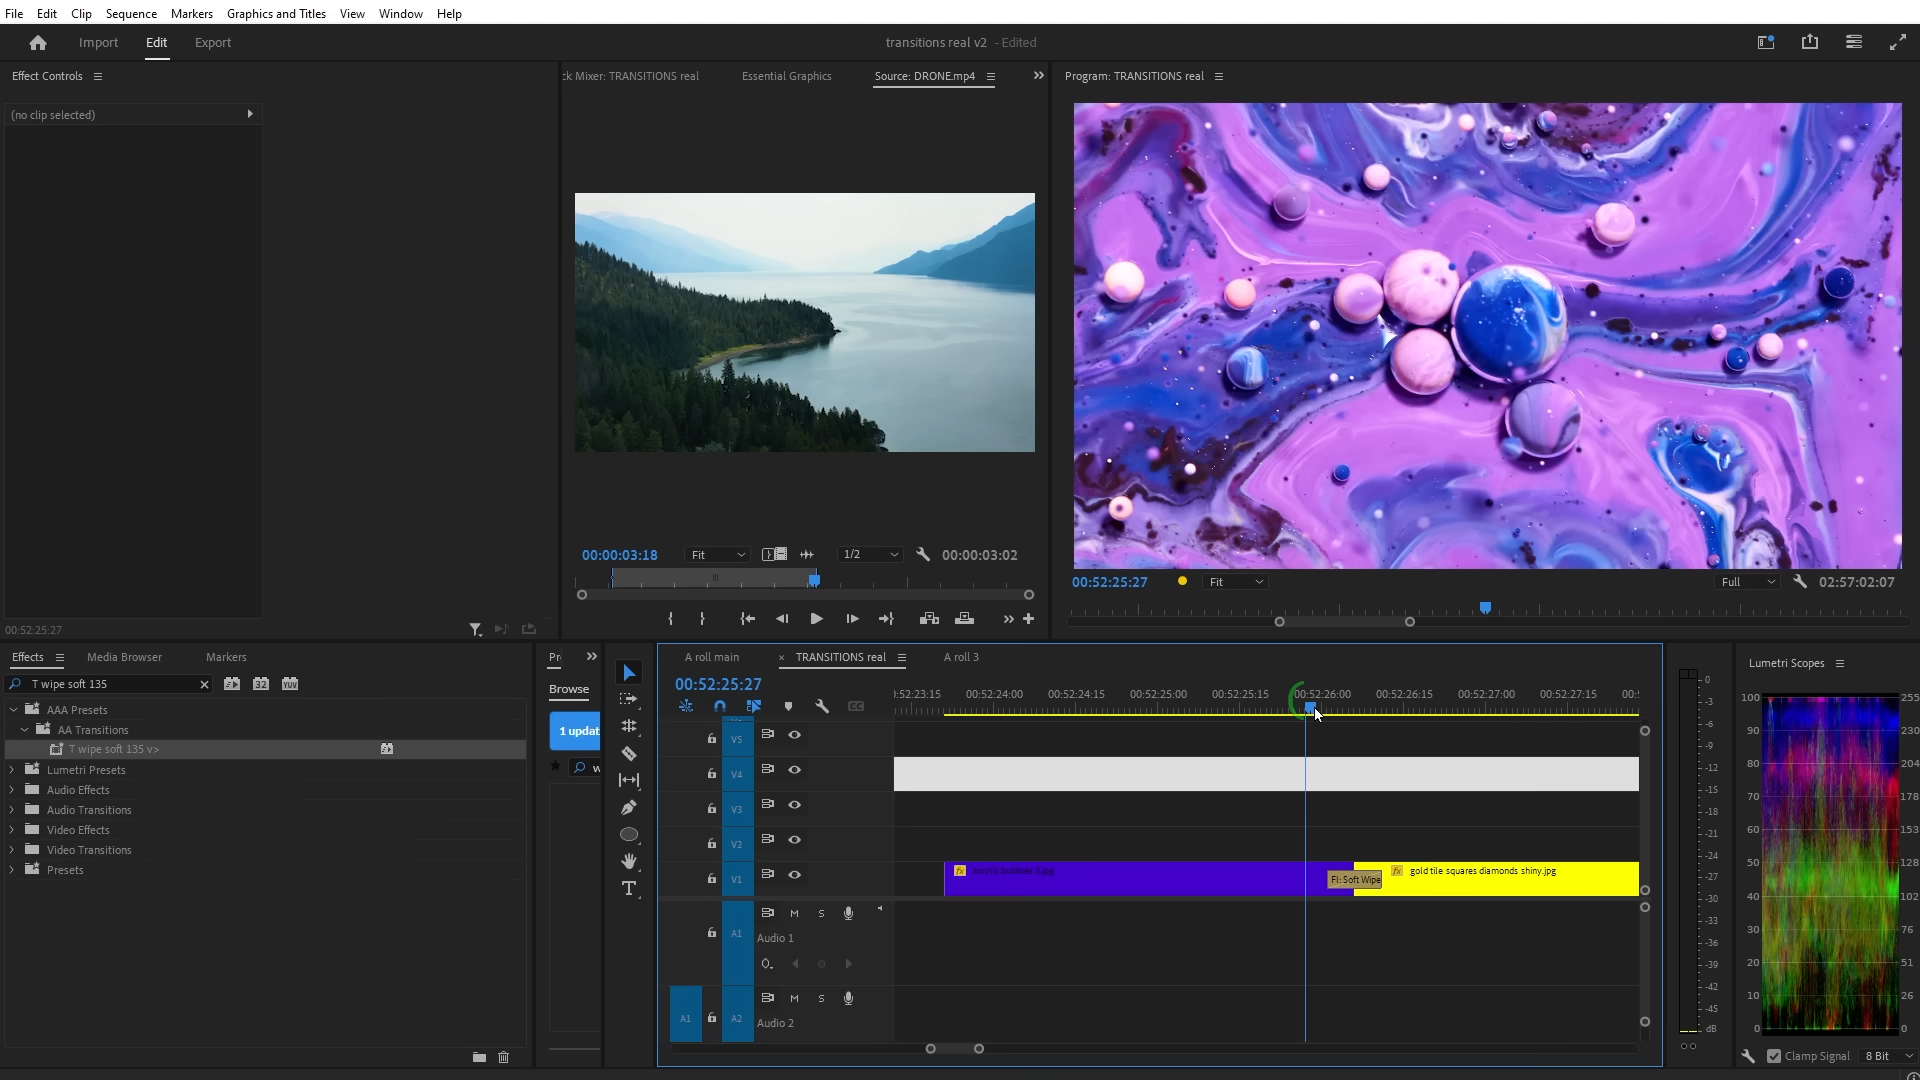 File Edit Clip Sequence Markers Graphics and Titles View Window Help
Import Edit Export
transitions real v2 - Edited
Effect Controls
(no clip selected)
00:52:25:27
ck Mixer: TRANSITIONS real
Essential Graphics
Source: DRONE.mp4
00:00:03:18
Fit
1/2
00:00:03:02
Program: TRANSITIONS real
00:52:25:27
Fit
Full
02:57:02:07
Effects
Media Browser
Markers
T wipe soft 135
32
YUV
AAA Presets
AA Transitions
T wipe soft 135 v>
Lumetri Presets
Audio Effects
Audio Transitions
Video Effects
Video Transitions
Presets
Pr
Browse
1 updat
w
A roll main
× TRANSITIONS real
A roll 3
00:52:25:27
:52:23:15 00:52:24:00 00:52:24:15 00:52:25:00 00:52:25:15 00:52:26:00 00:52:26:15 00:52:27:00 00:52:27:15 00:5
V5
V4
V3
V2
V1
fx acrylic bubbles 3.jpg
FI: Soft Wipe
fx gold tile squares diamonds shiny.jpg
A1 M S
Audio 1
A1 A2 M S
Audio 2
0
-3
-6
-9
-12
-15
-18
-21
-24
-27
-30
-33
-36
-39
-42
-45
dB
Lumetri Scopes
100 255
90 230
80 204
70 178
60 153
50 128
40 102
30 76
20 51
10 26
0 0
Clamp Signal
8 Bit